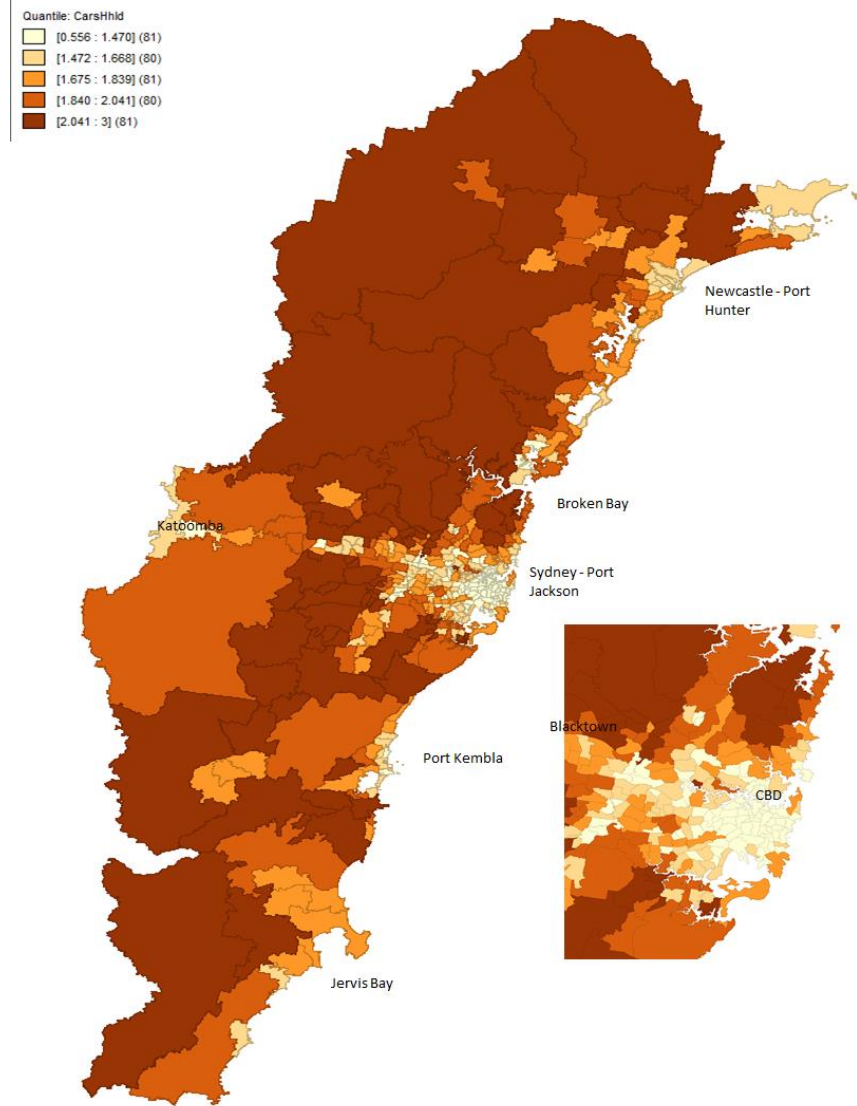 Quantile: CarsHhld
[0.556 : 1.470] (81)
[1.472 : 1.668] (80)
[1.675 : 1.839] (81)
[1.840 : 2.041] (80)
[2.041 : 3] (81)
Newcastle - Port
Hunter
Broken Bay
Katoomba
Sydney - Port
Jackson
Blacktown
Port Kembla
CBD
Jervis Bay